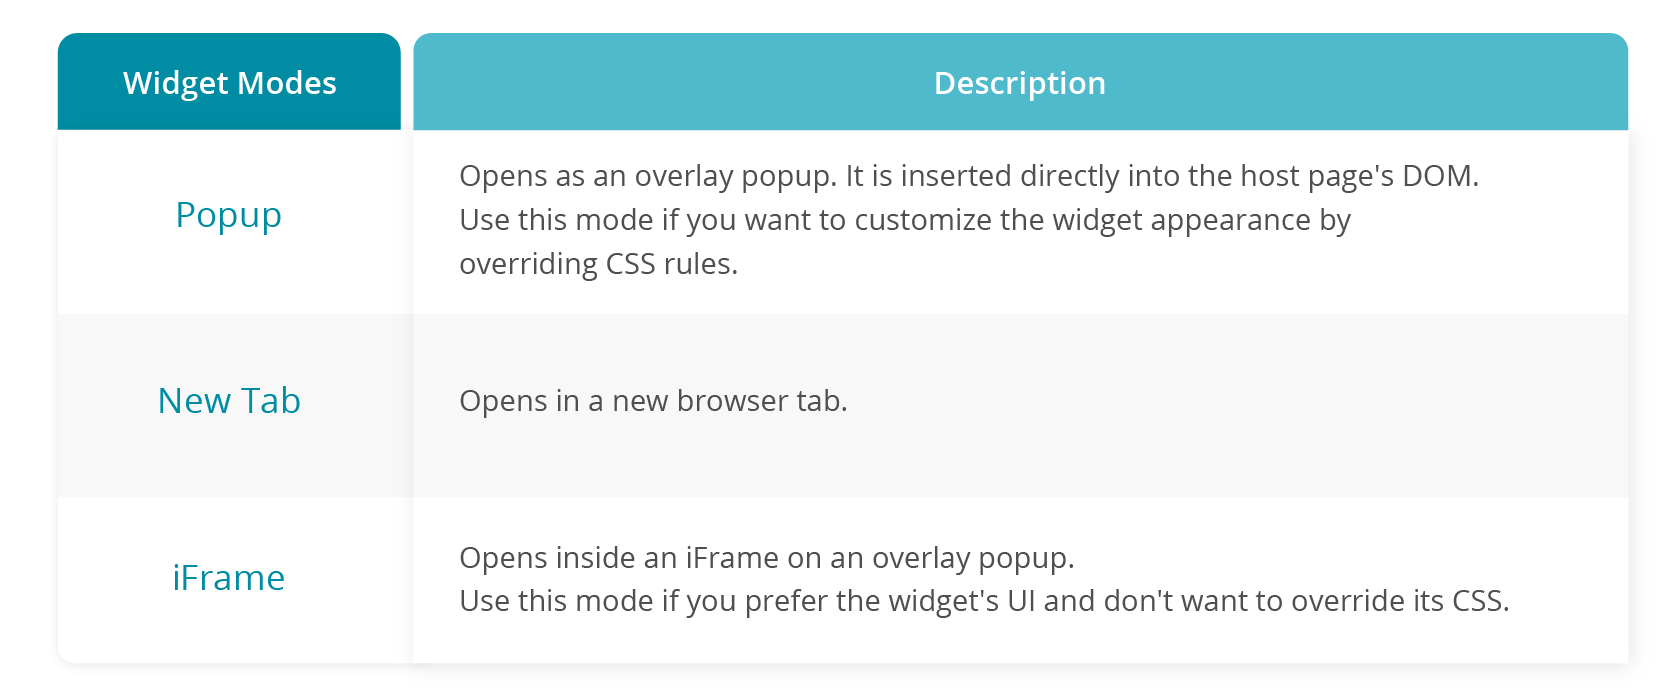 Widget Modes
Description
Popup
Opens as an overlay popup. It is inserted directly into the host page's DOM.
Use this mode if you want to customize the widget appearance by
overriding CSS rules.
New Tab
Opens in a new browser tab.
iFrame
Opens inside an iFrame on an overlay popup.
Use this mode if you prefer the widget's UI and don't want to override its CSS.